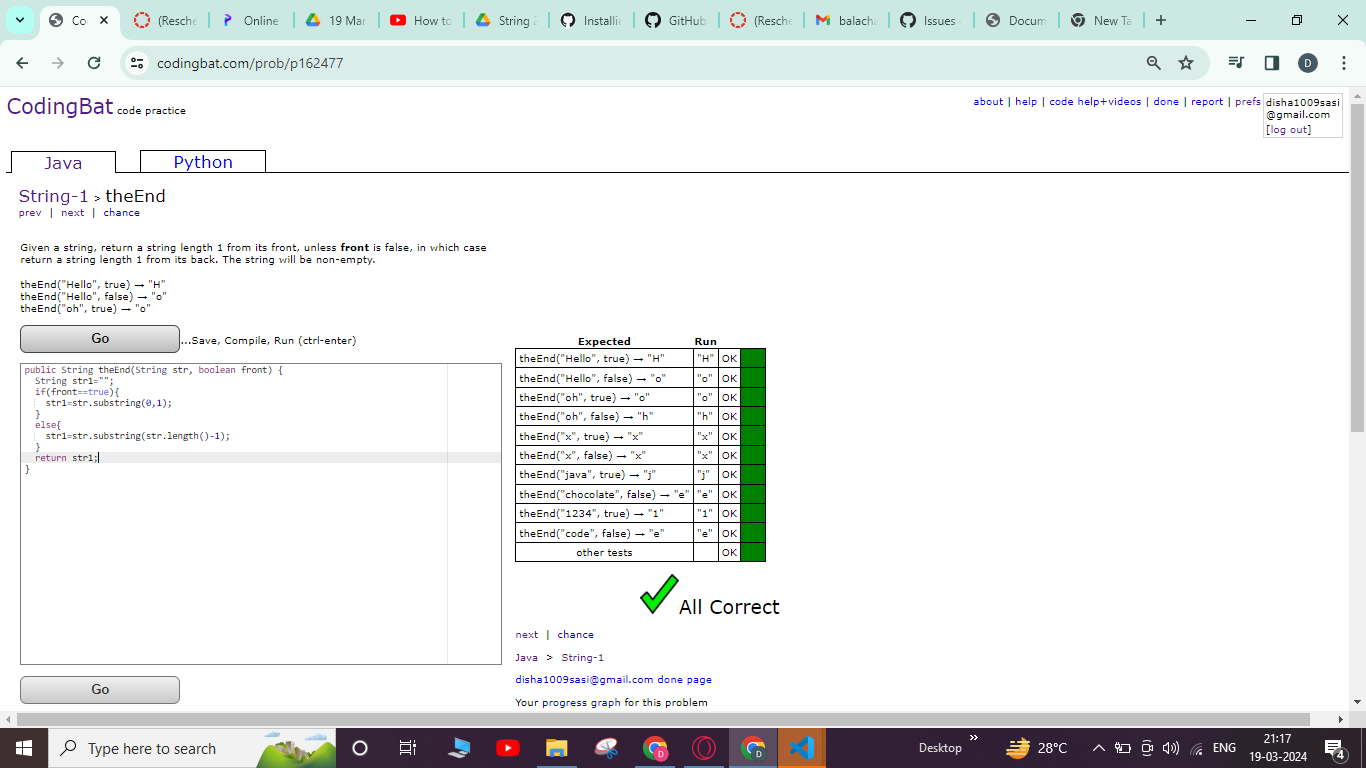 Co
(Resche
Online
19 Mar
How to
String 2
Installin
GitHub
(Resche
balacha
Issues
Docum
New Ta
codingbat.com/prob/p162477
D
CodingBat code practice
about | help | code help+videos | done | report | prefs
disha1009sasi
@gmail.com
[log out]
Java
Python
String-1 > theEnd
prev | next | chance
Given a string, return a string length 1 from its front, unless front is false, in which case
return a string length 1 from its back. The string will be non-empty.
theEnd("Hello", true) → "H"
theEnd("Hello", false) → "o"
theEnd("oh", true) → "o"
Go ...Save, Compile, Run (ctrl-enter)
public String theEnd(String str, boolean front) {
String str1="";
if(front==true){
str1=str.substring(0,1);
}
else{
str1=str.substring(str.length()-1);
}
return str1;
}
Go
Expected Run
theEnd("Hello", true) → "H" "H" OK
theEnd("Hello", false) → "o" "o" OK
theEnd("oh", true) → "o" "o" OK
theEnd("oh", false) → "h" "h" OK
theEnd("x", true) → "x" "x" OK
theEnd("x", false) → "x" "x" OK
theEnd("java", true) → "j" "j" OK
theEnd("chocolate", false) → "e" "e" OK
theEnd("1234", true) → "1" "1" OK
theEnd("code", false) → "e" "e" OK
other tests OK
All Correct
next | chance
Java > String-1
disha1009sasi@gmail.com done page
Your progress graph for this problem
Type here to search
D
D
Desktop
28°C
ENG
21:17
19-03-2024
4